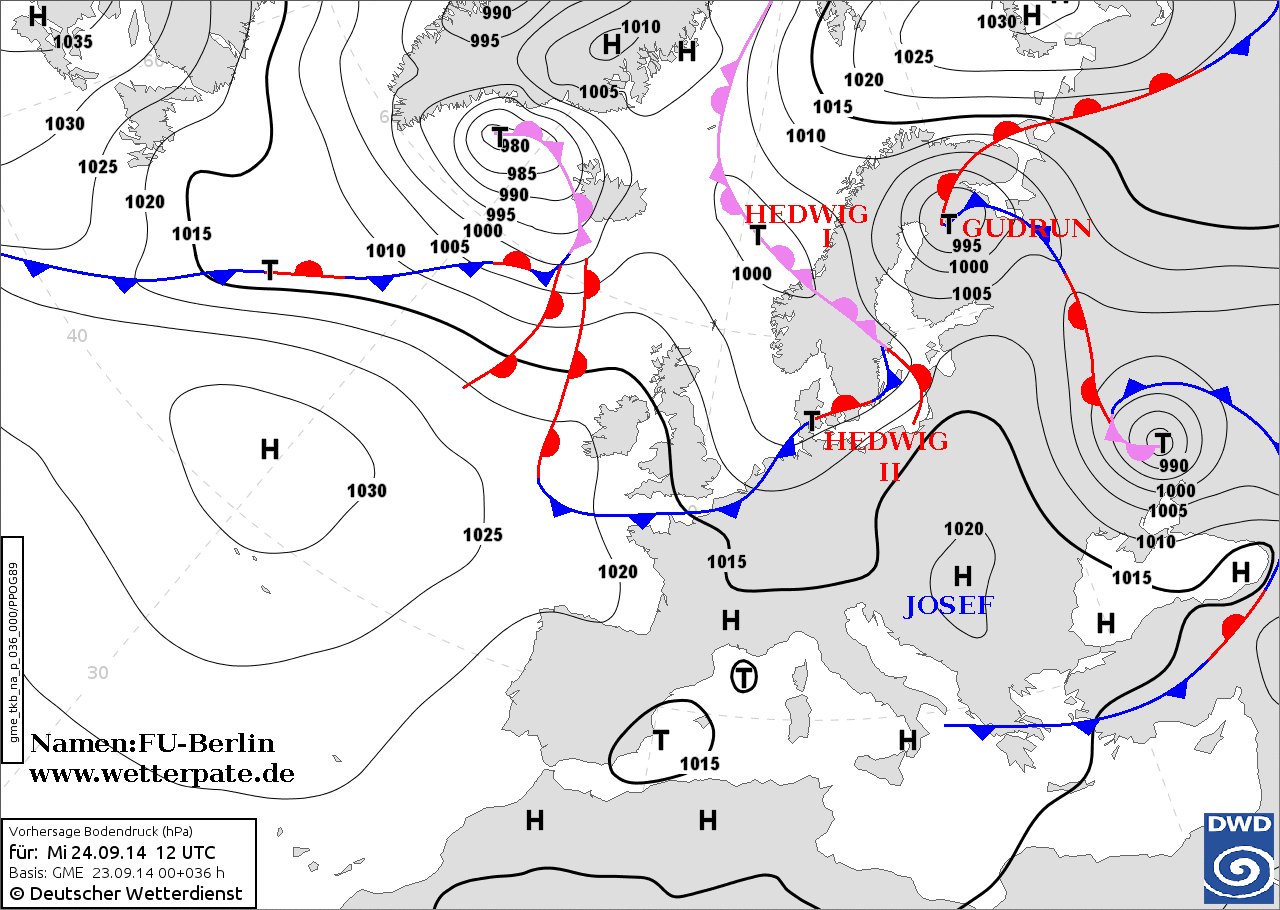 H
1035
990
995
H
1010
H
1030
H
1025
1020
1015
1010
1005
1030
1025
1020
1015
T
980
985
990
995
1000
1005
1010
HEDWIG
I
T
1000
T
GUDRUN
995
1000
1005
T
40
H
1030
1025
1020
1015
T
HEDWIG
II
T
990
1000
1005
1010
1015
H
H
1020
H
JOSEF
H
T
30
T
1015
H
H
H
gme_tkb_na_p_036_000/PPOG89
Namen:FU-Berlin
www.wetterpate.de
Vorhersage Bodendruck (hPa)
für: Mi 24.09.14 12 UTC
Basis: GME 23.09.14 00+036 h
© Deutscher Wetterdienst
DWD